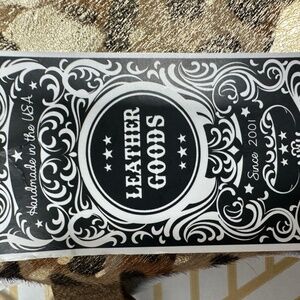 Handmade in the USA
LEATHER
GOODS
Since 2001